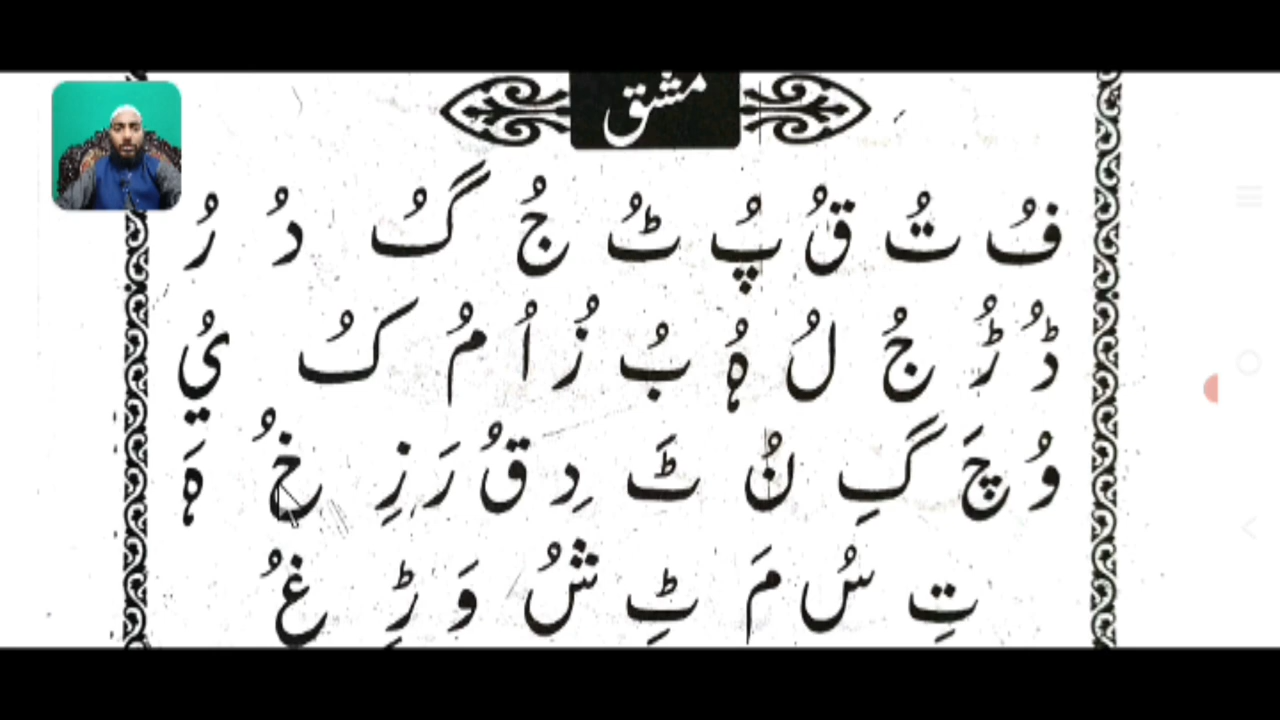 مشق
فُ تُ قُ پُ ٹُ جُ گُ دُ رُ
ڈُ ڑُ جُ لُ ہُ بُ زُ اُ مُ کُ یُ
وُ چَ گِ نُ ٹَ دِ قُ رَ زِ خُ ہَ
تِ سُ مَ ٹِ شُ وَ ڑِ غُ